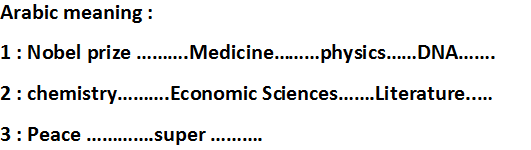 Arabic meaning :
1 : Nobel prize ..........Medicine.........physics......DNA.......
2 : chemistry..........Economic Sciences.......Literature.....
3 : Peace .............super ..........